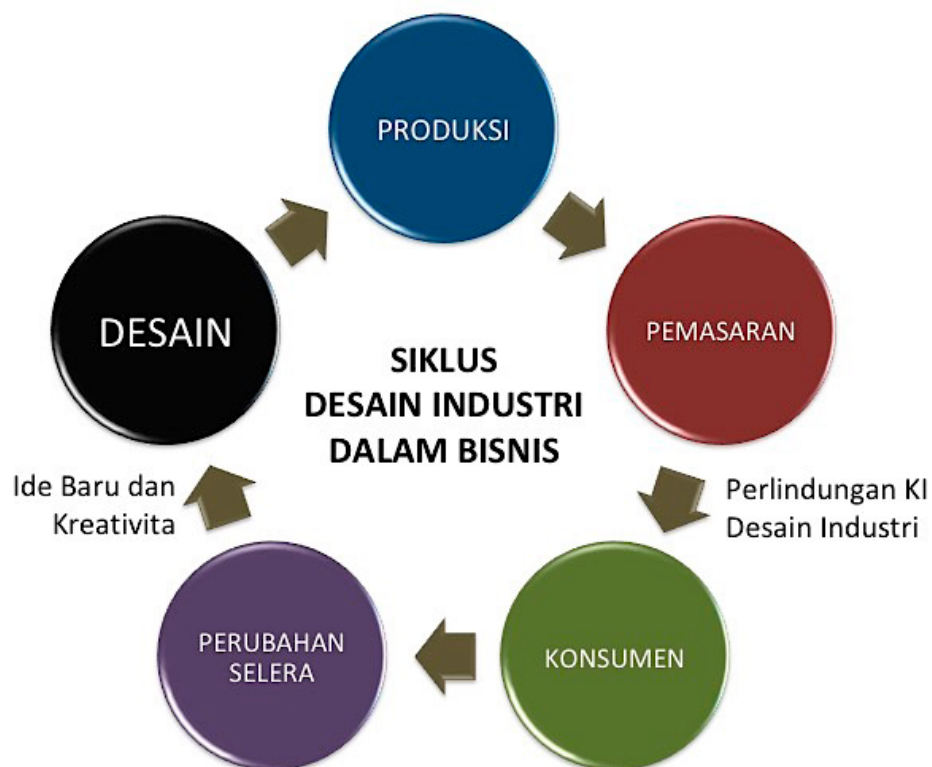 PRODUKSI
DESAIN
PEMASARAN
SIKLUS
DESAIN INDUSTRI
DALAM BISNIS
Ide Baru dan
Kreativita
Perlindungan KI
Desain Industri
PERUBAHAN
SELERA
KONSUMEN